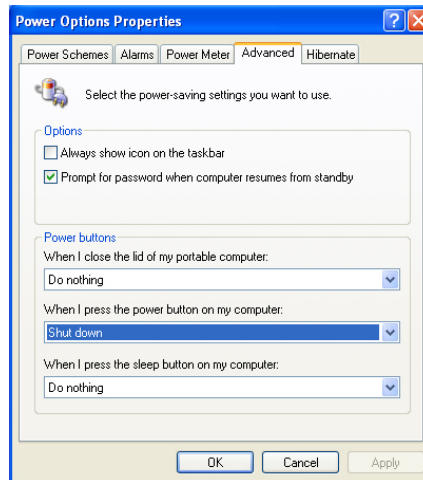 Power Options Properties
Power Schemes Alarms Power Meter Advanced Hibernate
Select the power-saving settings you want to use.
Options
Always show icon on the taskbar
Prompt for password when computer resumes from standby
Power buttons
When I close the lid of my portable computer:
Do nothing
When I press the power button on my computer:
Shut down
When I press the sleep button on my computer:
Do nothing
OK Cancel Apply